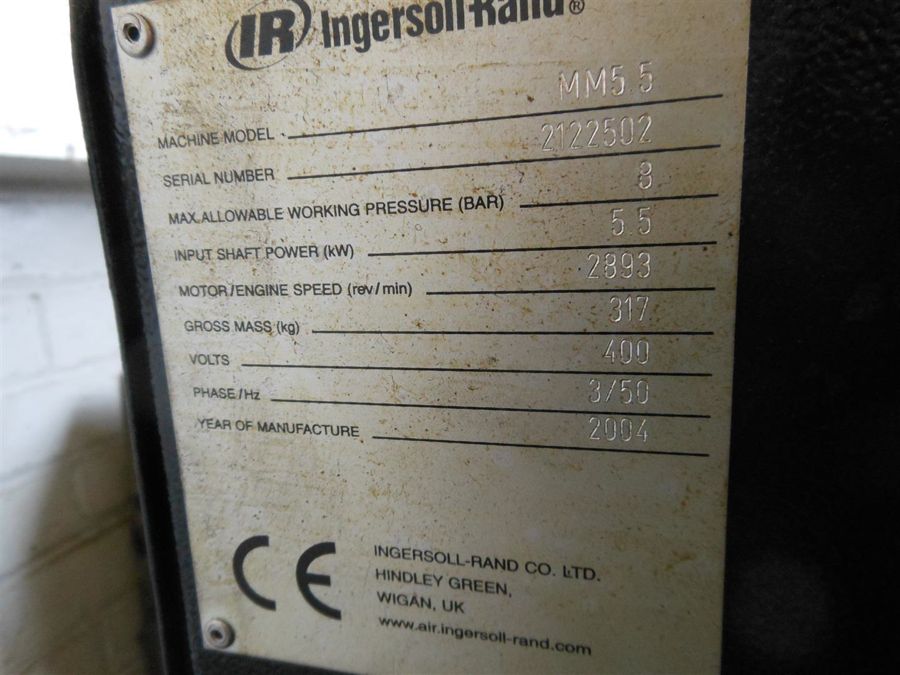 IR Ingersoll-Rand®
MACHINE MODEL MM5.5
SERIAL NUMBER 2122502
MAX.ALLOWABLE WORKING PRESSURE (BAR) 8
INPUT SHAFT POWER (kW) 5.5
MOTOR/ENGINE SPEED (rev/min) 2893
GROSS MASS (kg) 317
VOLTS 400
PHASE/Hz 3/50
YEAR OF MANUFACTURE 2004
CE
INGERSOLL-RAND CO. LTD.
HINDLEY GREEN,
WIGAN, UK
www.air.ingersoll-rand.com